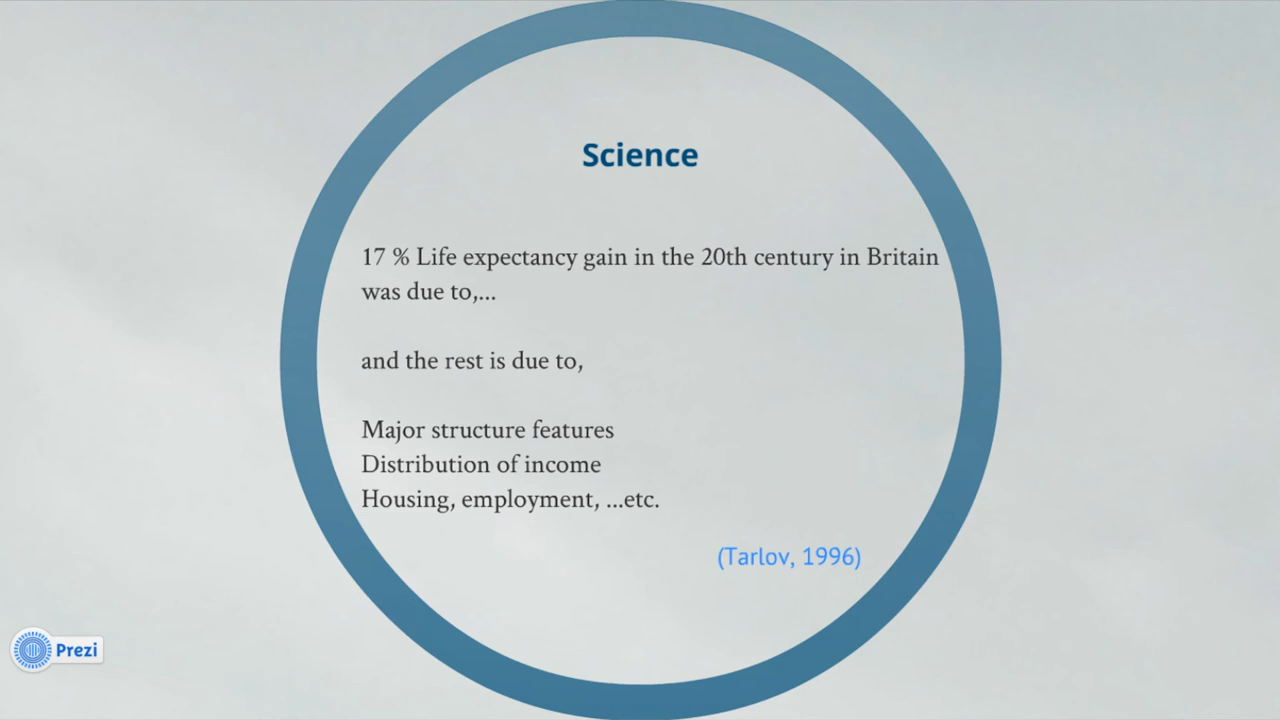 Science
17 % Life expectancy gain in the 20th century in Britain
was due to,...
and the rest is due to,
Major structure features
Distribution of income
Housing, employment, ...etc.
(Tarlov, 1996)
Prezi